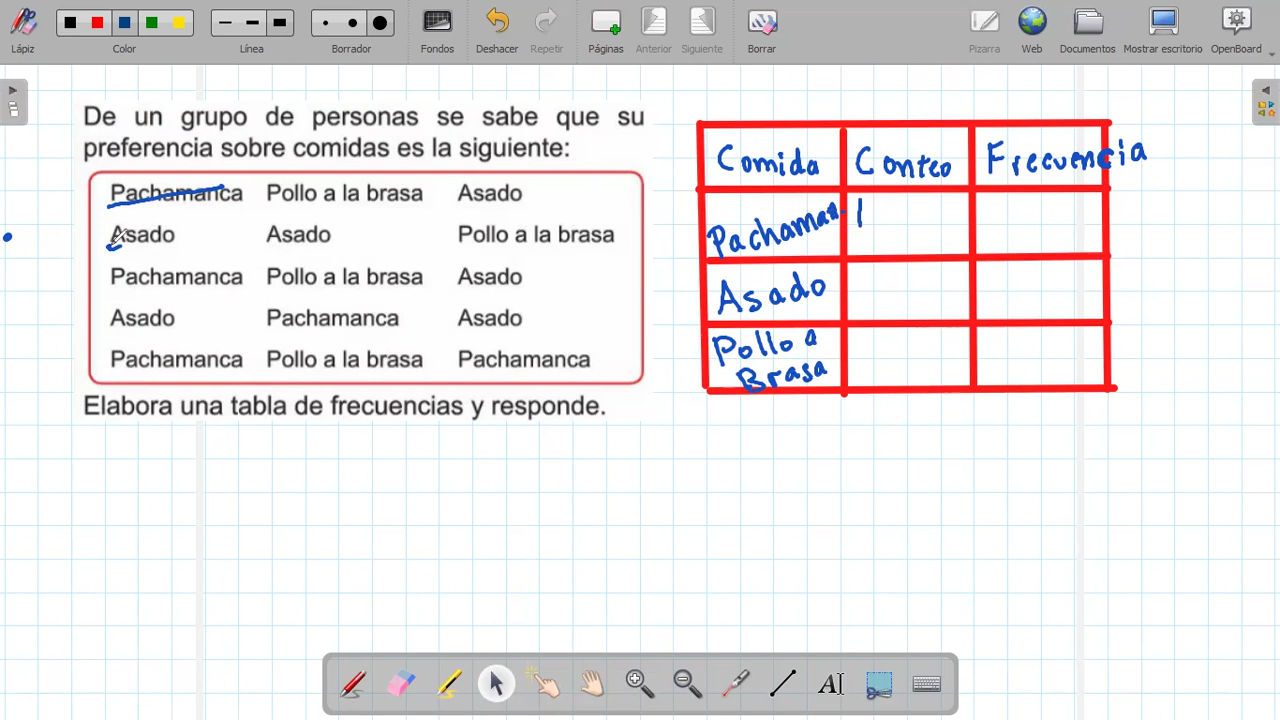 Lápiz Color Línea Borrador Fondos Deshacer Repetir Páginas Anterior Siguiente Borrar Pizarra Web Documentos Mostrar escritorio OpenBoard
De un grupo de personas se sabe que su
preferencia sobre comidas es la siguiente:
Pachamanca Pollo a la brasa Asado
Asado Asado Pollo a la brasa
Pachamanca Pollo a la brasa Asado
Asado Pachamanca Asado
Pachamanca Pollo a la brasa Pachamanca
Elabora una tabla de frecuencias y responde.
Comida Conteo Frecuencia
Pachaman. |
Asado
Pollo a
Brasa
AI